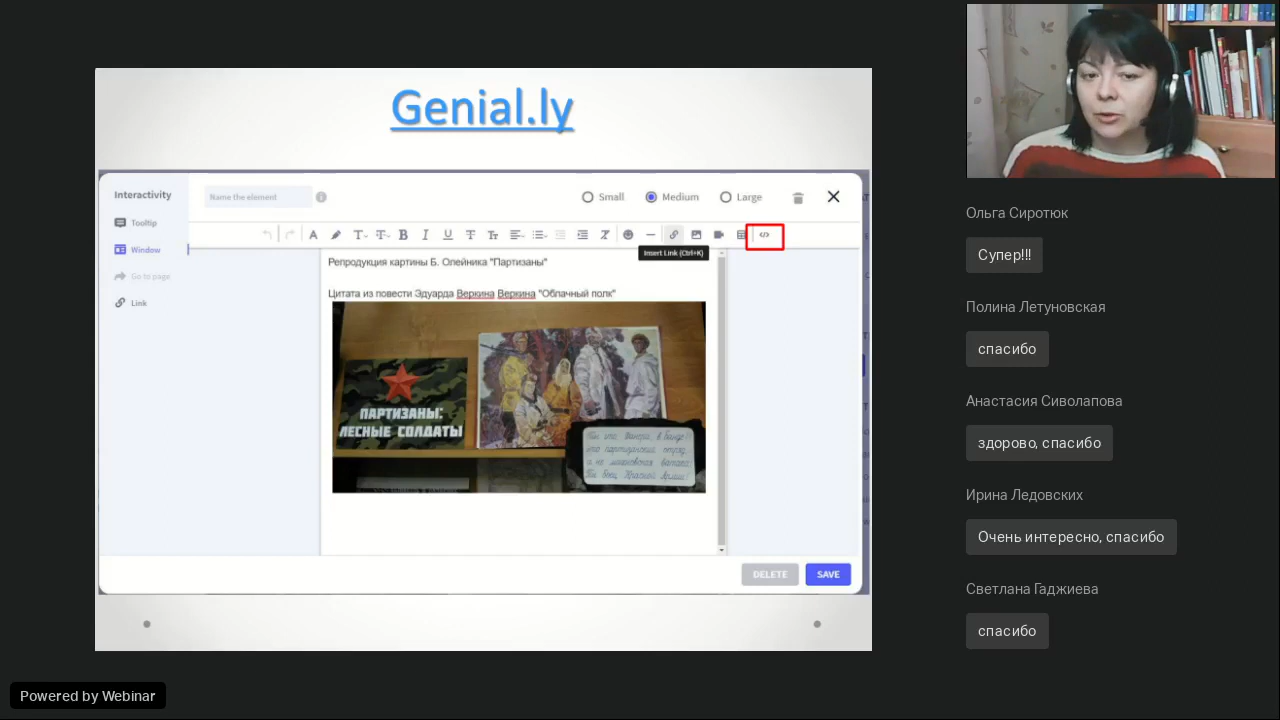 Genial.ly
Interactivity
Name the element
Small
Medium
Large
Tooltip
Window
Go to page
Link
Insert Link (Ctrl+K)
Репродукция картины Б. Олейника "Партизаны"
Цитата из повести Эдуарда Веркина Веркина "Облачный полк"
ПАРТИЗАНЫ:
ЛЕСНЫЕ СОЛДАТЫ
DELETE
SAVE
Ольга Сиротюк
Супер!!!
Полина Летуновская
спасибо
Анастасия Сиволапова
здорово, спасибо
Ирина Ледовских
Очень интересно, спасибо
Светлана Гаджиева
спасибо
Powered by Webinar